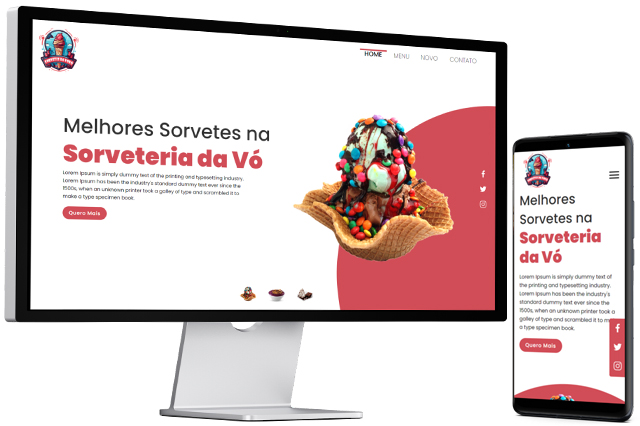 HOME MENU NOVO CONTATO
Melhores Sorvetes na
Sorveteria da Vó
Lorem Ipsum is simply dummy text of the printing and typesetting industry.
Lorem Ipsum has been the industry's standard dummy text ever since the
1500s, when an unknown printer took a galley of type and scrambled it to
make a type specimen book.
Quero Mais
Melhores
Sorvetes na
Sorveteria
da Vó
Lorem Ipsum is simply dummy text of
the printing and typesetting industry.
Lorem Ipsum has been the industry's
standard dummy text ever since the
1500s, when an unknown printer took a
galley of type and scrambled it to m
a type specimen book.
Quero Mais